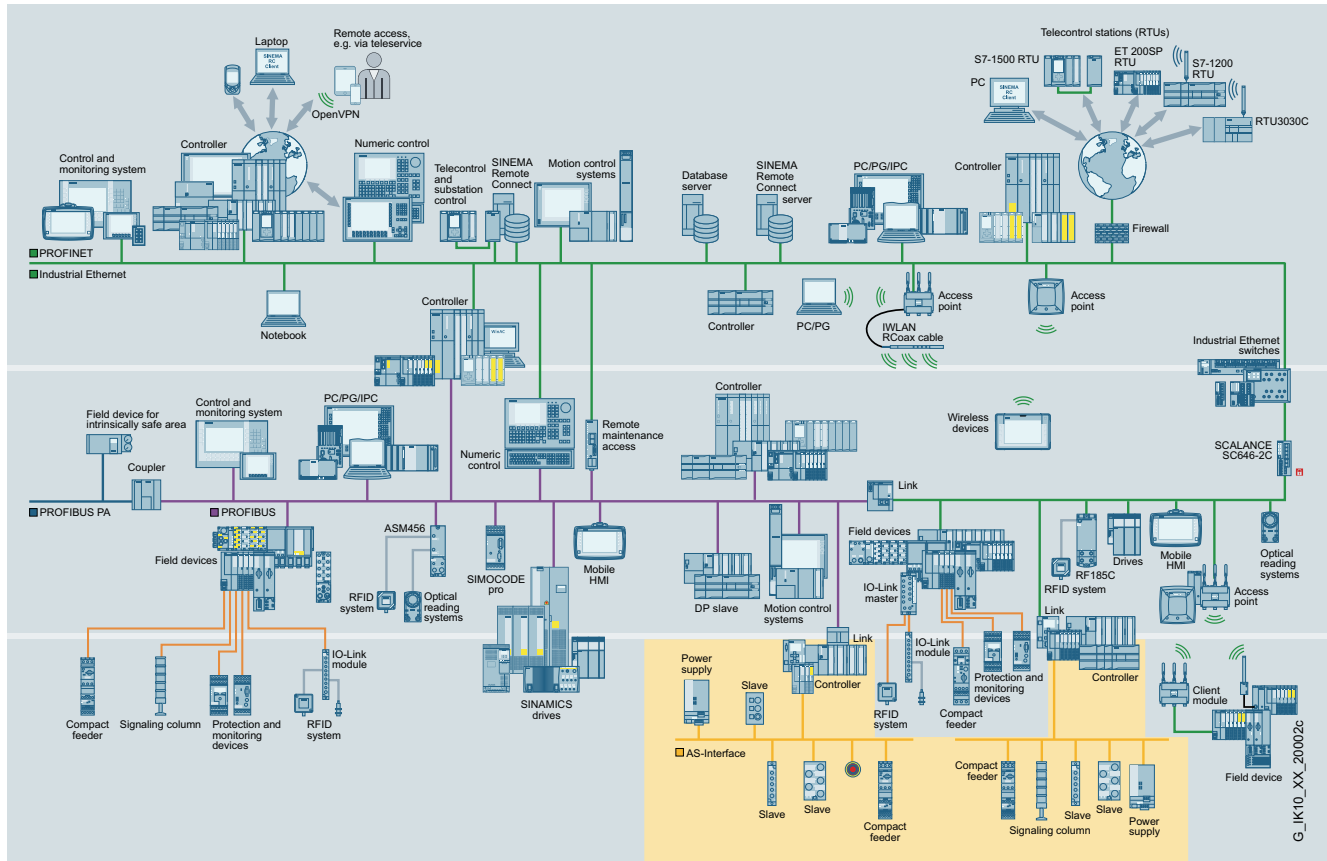 Laptop
SINEMA
RC
Client
Remote access,
e.g. via teleservice
OpenVPN
Telecontrol stations (RTUs)
S7-1500 RTU
ET 200SP
RTU
S7-1200
RTU
PC
SINEMA
RC
Client
RTU3030C
Control and
monitoring system
Controller
Numeric control
Telecontrol
and
substation
control
SINEMA
Remote
Connect
Motion control
systems
Database
server
SINEMA
Remote
Connect
server
PC/PG/IPC
Controller
Firewall
PROFINET
Industrial Ethernet
Notebook
Controller
WinAC
Controller
PC/PG
Access
point
IWLAN
RCoax cable
Access
point
Industrial Ethernet
switches
Field device for
intrinsically safe area
Control and
monitoring system
PC/PG/IPC
Numeric
control
Remote
maintenance
access
Controller
Wireless
devices
SCALANCE
SC646-2C
Coupler
Link
PROFIBUS PA
PROFIBUS
Field devices
ASM456
RFID
system
Optical
reading
systems
SIMOCODE
pro
Mobile
HMI
DP slave
Motion control
systems
Field devices
IO-Link
master
RFID
system
RF185C
Drives
Mobile
HMI
Optical
reading
systems
Access
point
Compact
feeder
Signaling column
Protection and
monitoring
devices
IO-Link
module
RFID
system
SINAMICS
drives
Power
supply
Slave
Link
Controller
IO-Link
module
RFID
system
Compact
feeder
Protection and
monitoring
devices
Link
Controller
Client
module
Field device
AS-Interface
Slave
Slave
Compact
feeder
Compact
feeder
Signaling column
Slave
Slave
Power
supply
G_IK10_XX_20002c